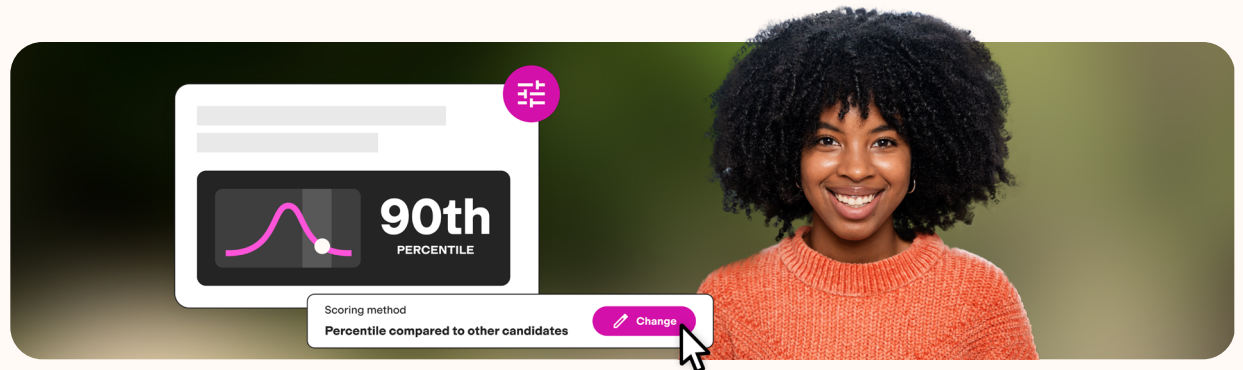 90th
PERCENTILE
Scoring method
Percentile compared to other candidates
Change